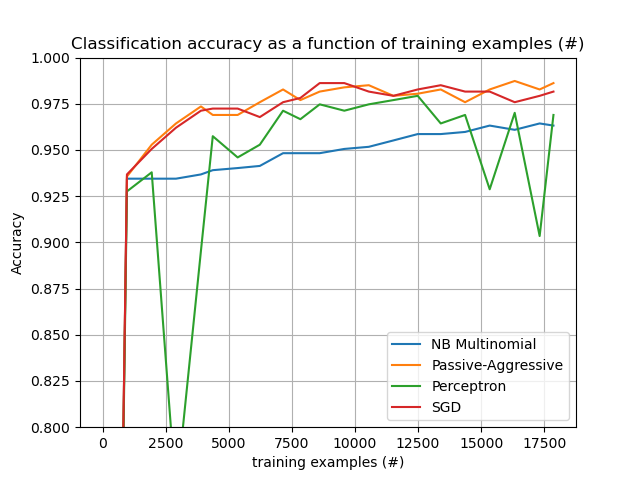 Classification accuracy as a function of training examples (#)
1.000
0.975
0.950
0.925
0.900
0.875
0.850
0.825
0.800
Accuracy
NB Multinomial
Passive-Aggressive
Perceptron
SGD
0 2500 5000 7500 10000 12500 15000 17500
training examples (#)